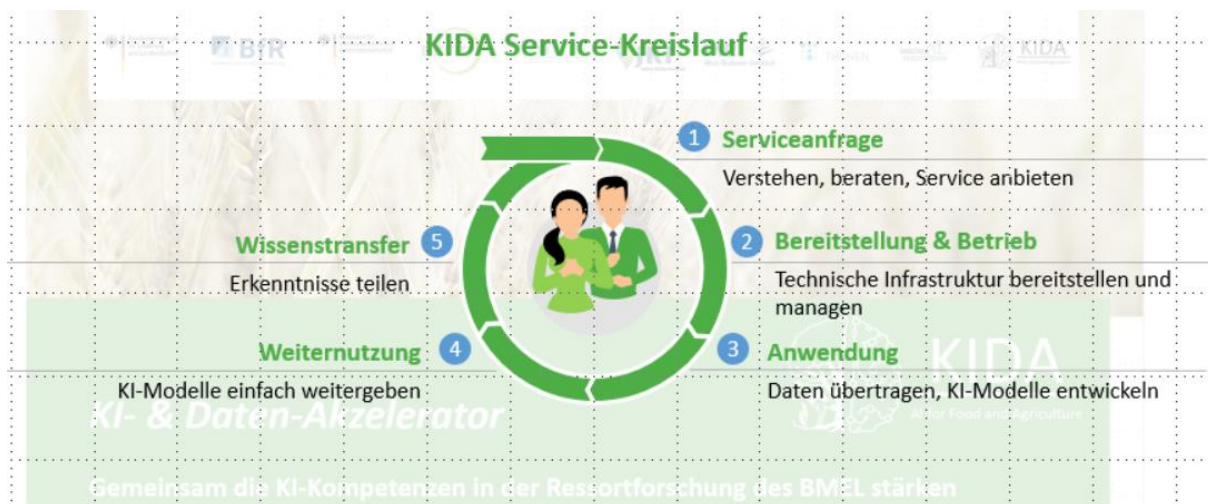 KIDA Service-Kreislauf
BfR
KIDA
1 Serviceanfrage
Verstehen, beraten, Service anbieten
2 Bereitstellung & Betrieb
Technische Infrastruktur bereitstellen und
managen
3 Anwendung
Daten übertragen, KI-Modelle entwickeln
4 Weiternutzung
KI-Modelle einfach weitergeben
5 Wissenstransfer
Erkenntnisse teilen
KIDA
AI for Food and Agriculture
KI- & Daten-Akzelerator
Gemeinsam die KI-Kompetenzen in der Ressortforschung des BMEL stärken